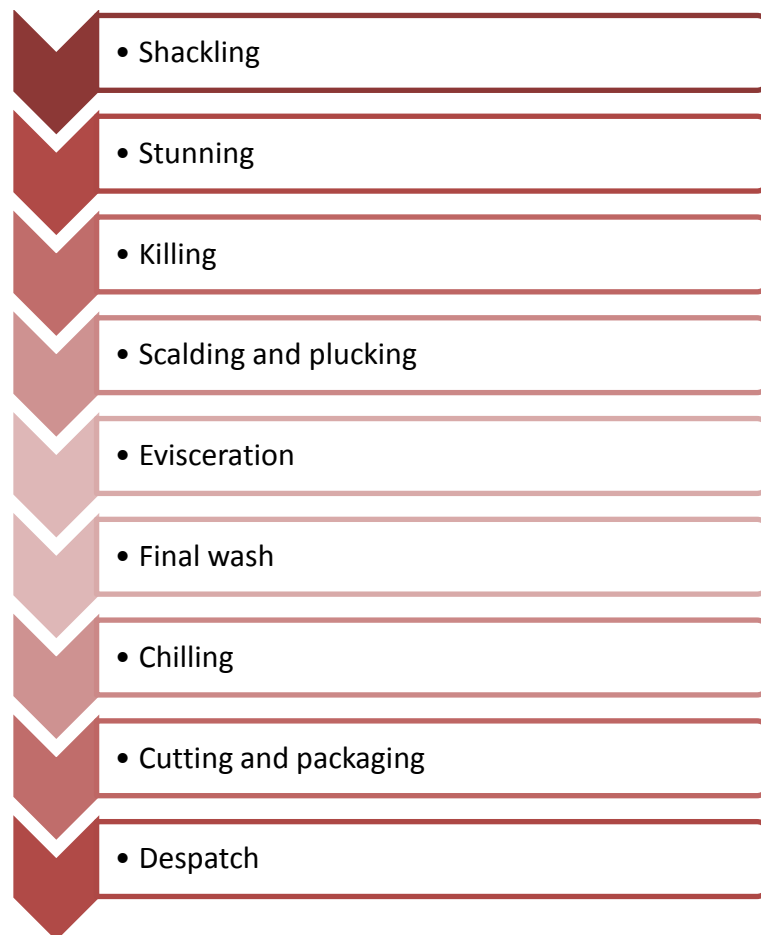 • Shackling
• Stunning
• Killing
• Scalding and plucking
• Evisceration
• Final wash
• Chilling
• Cutting and packaging
• Despatch